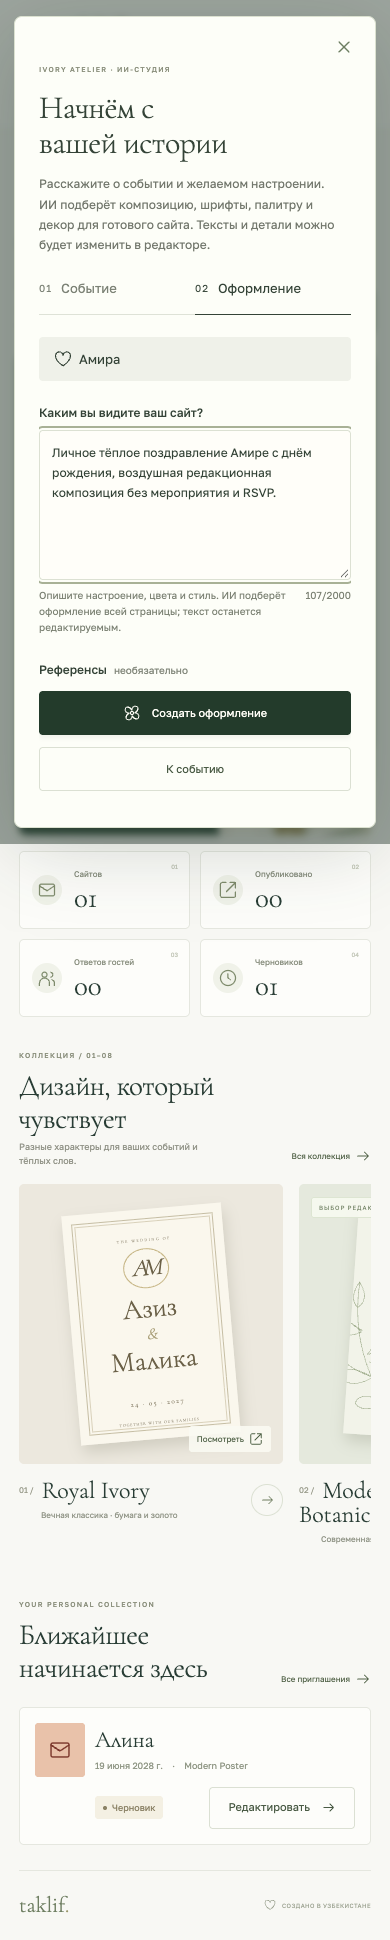 IVORY ATELIER · ИИ-СТУДИЯ
Начнём с
вашей истории
Расскажите о событии и желаемом настроении.
ИИ подберёт композицию, шрифты, палитру и
декор для готового сайта. Тексты и детали можно
будет изменить в редакторе.
01 Событие
02 Оформление
Амира
Каким вы видите ваш сайт?
Личное тёплое поздравление Амире с днём
рождения, воздушная редакционная
композиция без мероприятия и RSVP.
Опишите настроение, цвета и стиль. ИИ подберёт
оформление всей страницы; текст останется
редактируемым.
107/2000
Референсы необязательно
Создать оформление
К событию
Сайтов
01
01
Опубликовано
02
00
Ответов гостей
03
00
Черновиков
04
01
КОЛЛЕКЦИЯ / 01–08
Дизайн, который
чувствует
Разные характеры для ваших событий и
тёплых слов.
Вся коллекция
THE WEDDING OF
AM
Азиз
&
Малика
24 · 05 · 2027
TOGETHER WITH OUR FAMILIES
Посмотреть
ВЫБОР РЕДАК
01 / Royal Ivory
Вечная классика · бумага и золото
02 / Mode
Botanic
Современна
YOUR PERSONAL COLLECTION
Ближайшее
начинается здесь
Все приглашения
Алина
19 июня 2028 г. · Modern Poster
Черновик
Редактировать
taklif.
СОЗДАНО В УЗБЕКИСТАНЕ